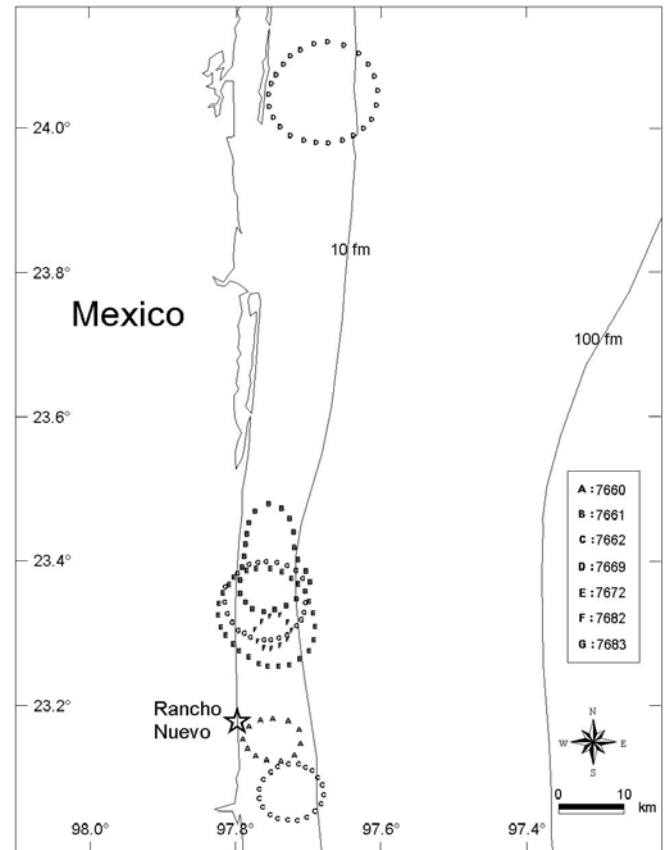 24.0°
10 fm
23.8°
Mexico
100 fm
23.6°
A : 7660
B : 7661
C : 7662
D : 7669
E : 7672
F : 7682
G : 7683
23.4°
23.2°
Rancho
Nuevo
N
W E
S
0 10
km
98.0° 97.8° 97.6° 97.4°